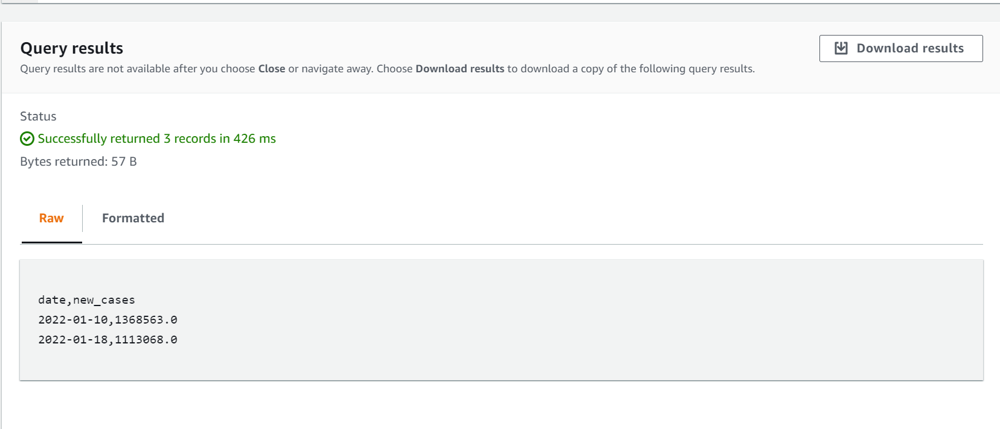 Query results
Download results
Query results are not available after you choose Close or navigate away. Choose Download results to download a copy of the following query results.
Status
Successfully returned 3 records in 426 ms
Bytes returned: 57 B
Raw
Formatted
date,new_cases
2022-01-10,1368563.0
2022-01-18,1113068.0